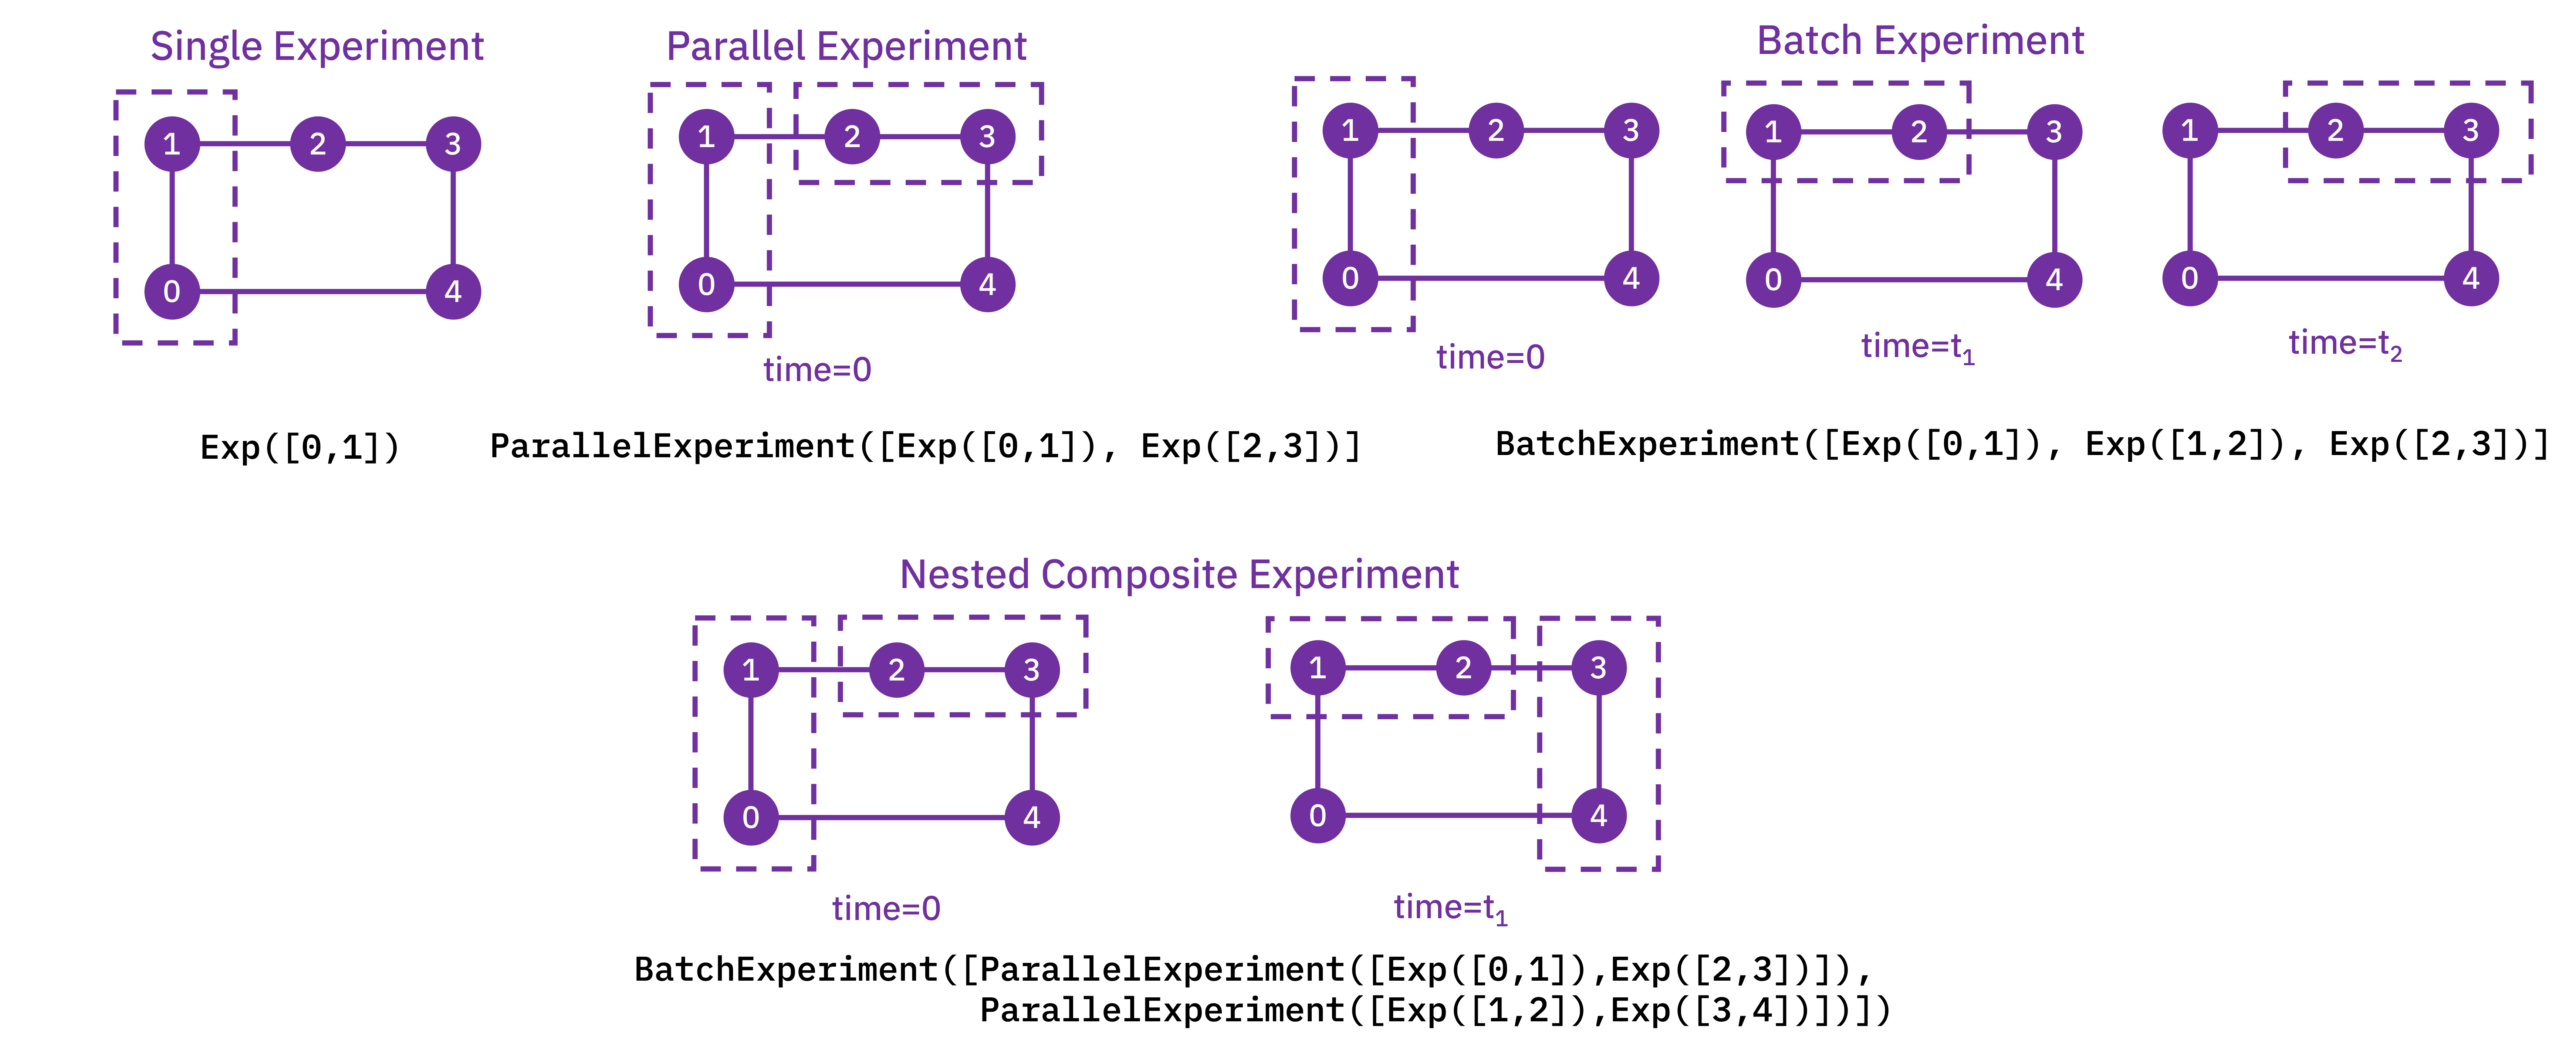 Single Experiment
1 2 3
0 4
Exp([0,1])
Parallel Experiment
1 2 3
0 4
time=0
ParallelExperiment([Exp([0,1]), Exp([2,3])]
Batch Experiment
1 2 3
0 4
time=0
1 2 3
0 4
time=t₁
1 2 3
0 4
time=t₂
BatchExperiment([Exp([0,1]), Exp([1,2]), Exp([2,3])]
Nested Composite Experiment
1 2 3
0 4
time=0
1 2 3
0 4
time=t₁
BatchExperiment([ParallelExperiment([Exp([0,1]),Exp([2,3])]),
ParallelExperiment([Exp([1,2]),Exp([3,4])])])